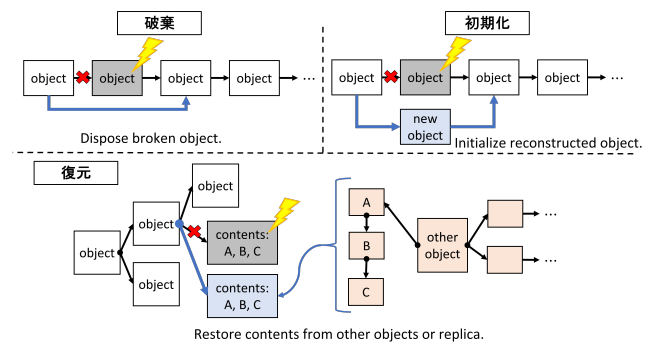 破棄
object
object
object
object
...
Dispose broken object.
初期化
object
object
object
object
...
new
object
Initialize reconstructed object.
復元
object
object
object
object
contents:
A, B, C
contents:
A, B, C
A
B
C
other
object
...
...
Restore contents from other objects or replica.